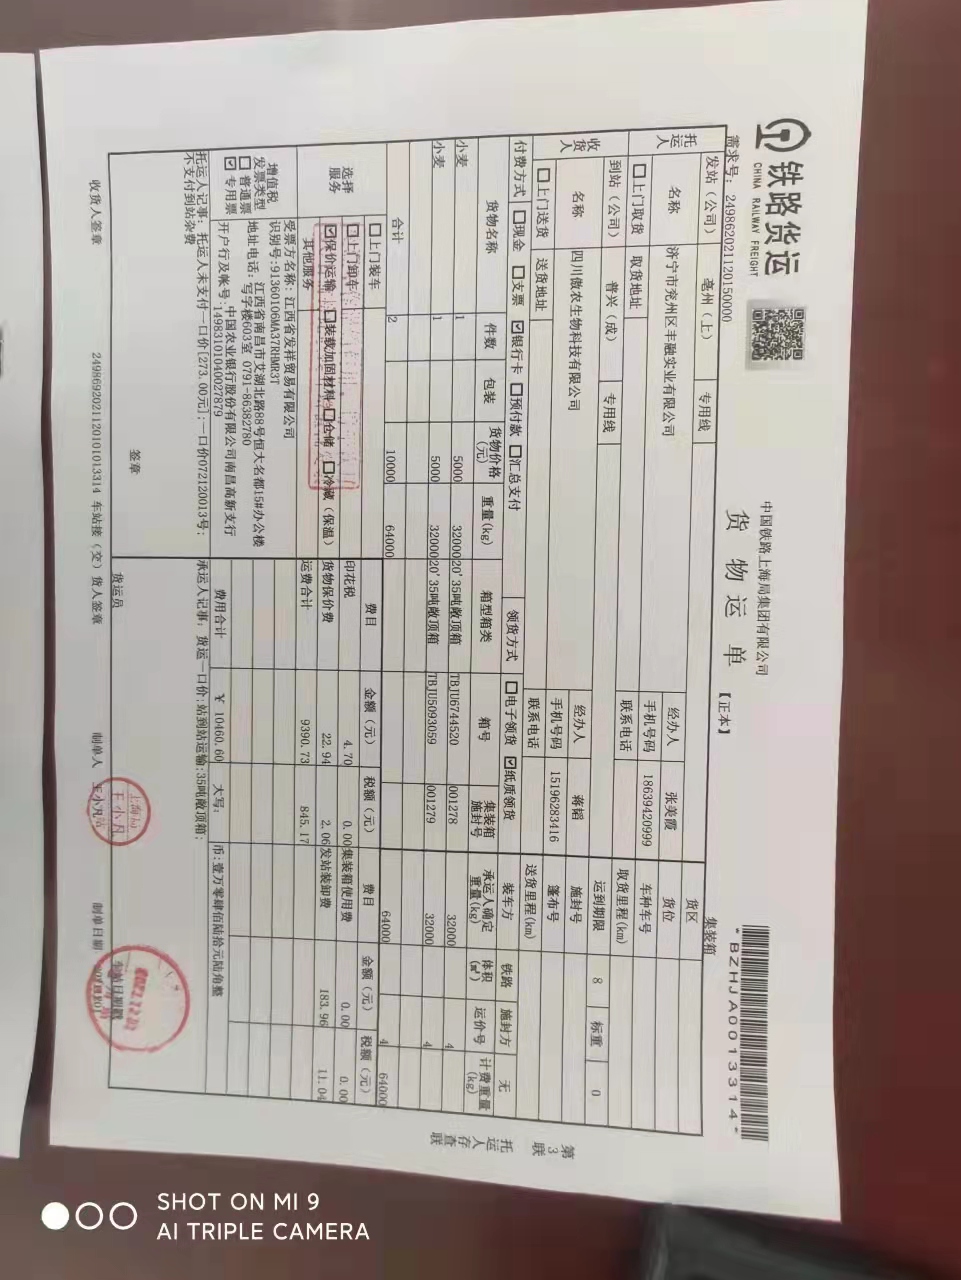 铁路货运
CHINA RAILWAY FREIGHT
中国铁路上海局集团有限公司
货 物 运 单
【正本】
*BZHJA0013314*
需求号：249862021120150000
集装箱
托运人
发站（公司） 亳州（上） 专用线
名称 济宁市兖州区丰融实业有限公司
经办人 张美霞
手机号码 18639420999
□上门取货 取货地址
联系电话
货区
货位
车种车号
取货里程(km)
收货人
到站（公司） 普兴（成） 专用线
运到期限 8 标重 0
名称 四川傲农生物科技有限公司
经办人 蒋韬
手机号码 15196283416
施封号
篷布号
□上门送货 送货地址
联系电话
送货里程(km)
付费方式 □现金 □支票 ☑银行卡 □预付款 □汇总支付
领货方式 □电子领货 ☑纸质领货
装车方 铁路 施封方 无
货物名称 件数 包装 货物价格(元) 重量(kg) 箱型箱类 箱号 集装箱施封号 承运人确定重量(kg) 体积(㎡) 运价号 计费重量(kg)
小麦 1 5000 32000 20'35吨敞顶箱 TBJU6744520 001278 32000 4
小麦 1 5000 32000 20'35吨敞顶箱 TBJU5093059 001279 32000 4
合计 2 10000 64000 64000 4 64000
选择服务
□上门装车
□上门卸车
☑保价运输 □装载加固材料 □仓储 □冷藏（保温）
其他服务
费目 金额（元） 税额（元） 费目 金额（元） 税额（元）
印花税 4.70 0.00 集装箱使用费 0.00 0.00
货物保价费 22.94 2.06 发站装卸费 183.96 11.04
运费合计 9390.73 845.17
增值税发票类型
□普通票
☑专用票
受票方名称：江西省发祥贸易有限公司
识别号：91360106MA37RHMR3T
地址电话：江西省南昌市艾湖北路88号恒大名都15#办公楼
写字楼603室 0791-86382780
开户行及帐号：中国农业银行股份有限公司南昌高新支行
14983101040027879
费用合计 ¥ 10460.60 大写： 币：壹万零肆佰陆拾元陆角整
托运人记事：托运人未支付一口价[273.00元]；一口价072120013号；
不支付到站杂费
承运人记事：货运一口价;站到站运输;35吨敞顶箱;
签章
货运员
车站日期戳
收货人签章
249869202112010101013314 车站接（交）货人签章
制单人 王小凡
制单日期
上海局
王小凡
第3联 托运人存查联
SHOT ON MI 9
AI TRIPLE CAMERA